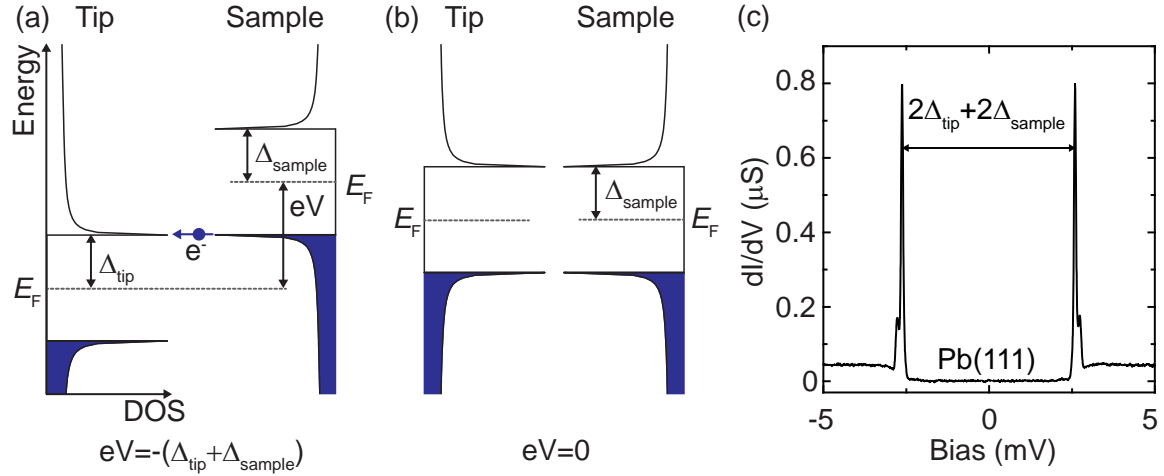 (a) Tip Sample
Energy
Δsample
EF
eV
e-
Δtip
EF
DOS
eV=-(Δtip+Δsample)
(b) Tip Sample
Δsample
EF EF
eV=0
(c)
0.8
2Δtip+2Δsample
0.6
dI/dV (μS)
0.4
0.2
Pb(111)
0
-5 0 5
Bias (mV)